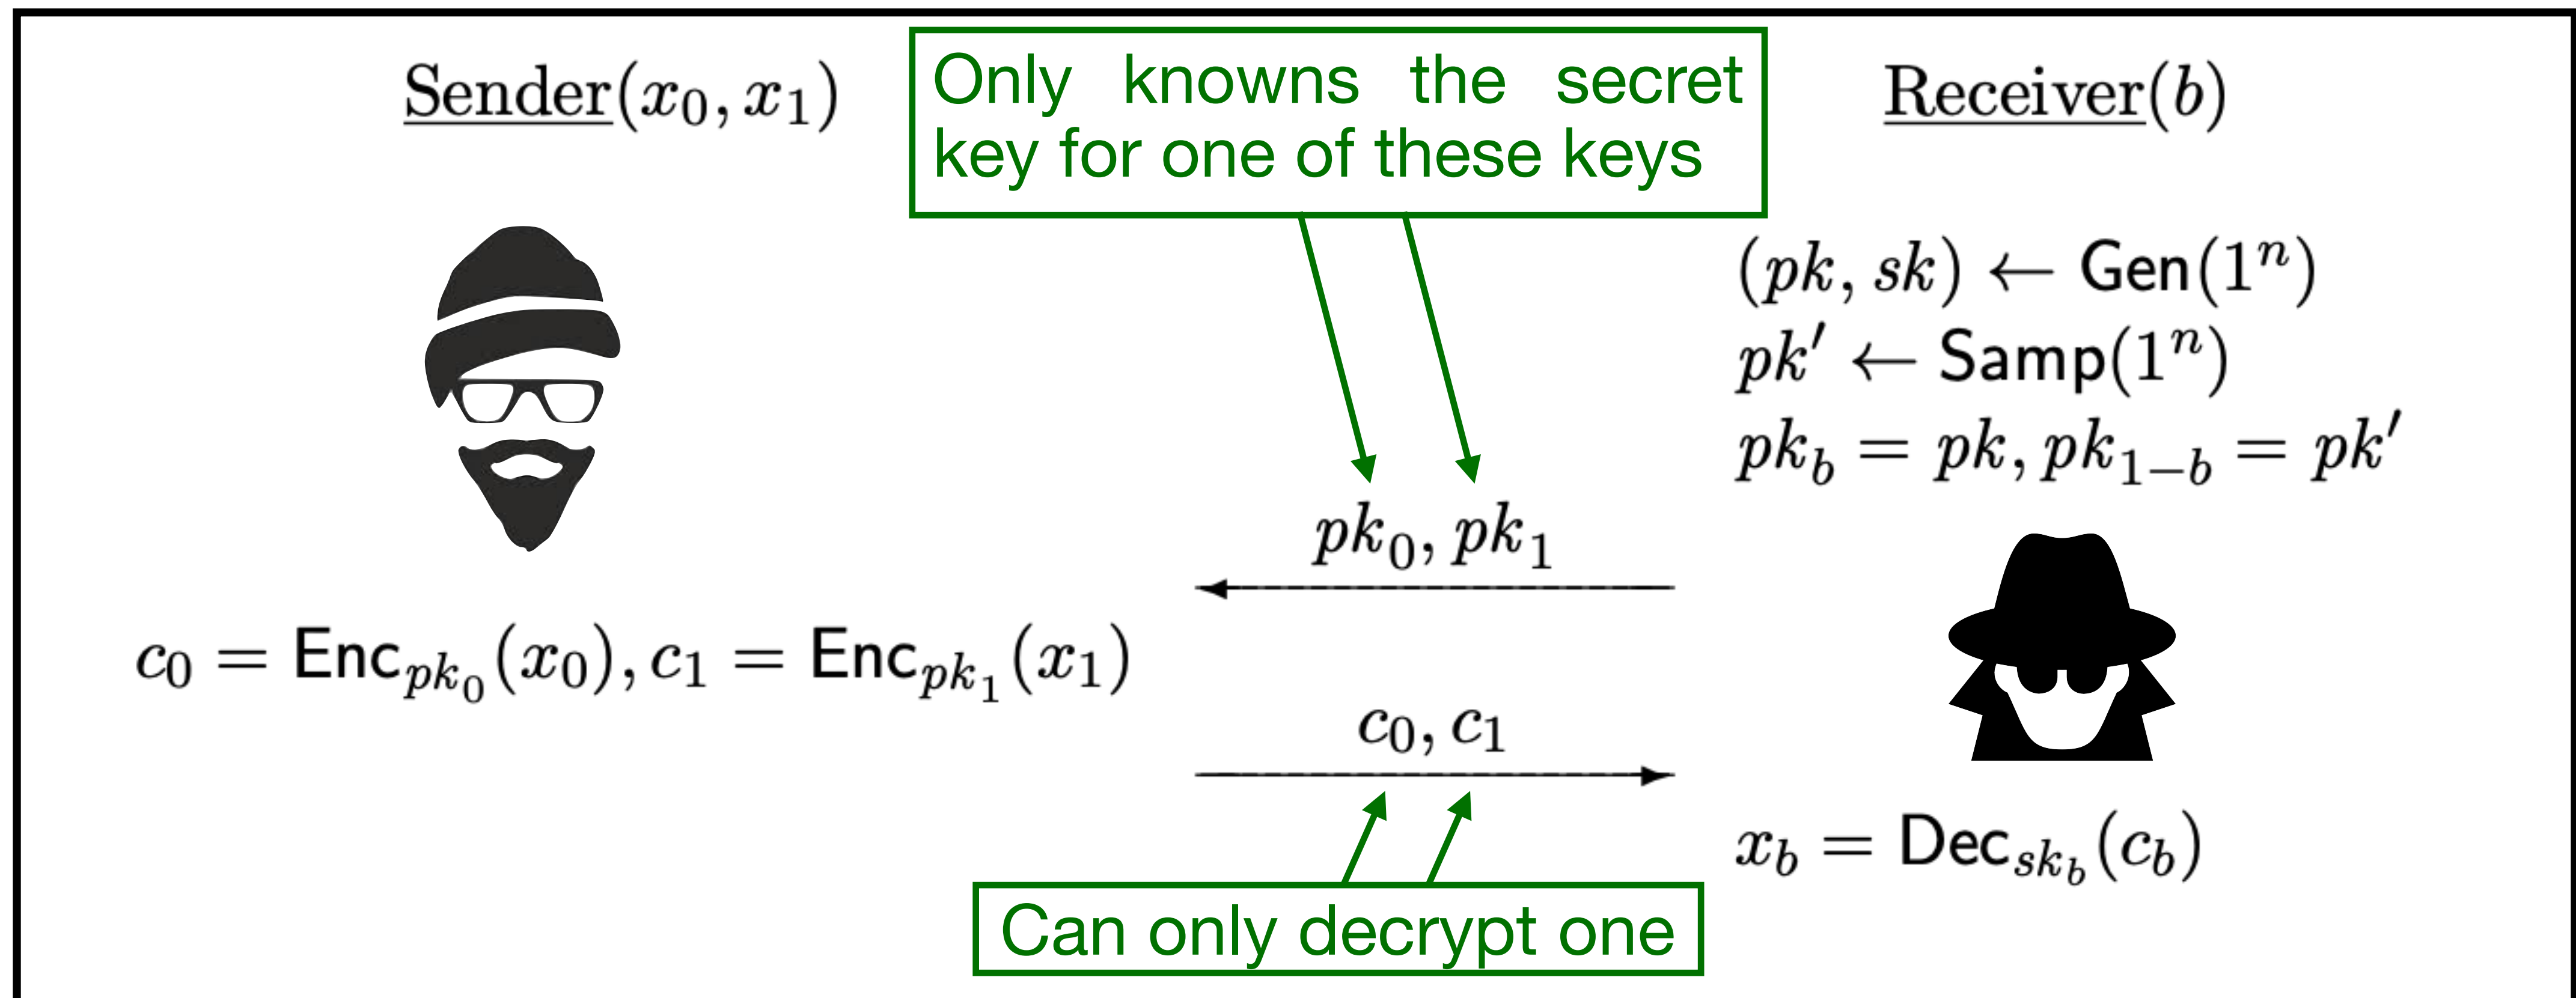 Sender(x₀, x₁)
Only knowns the secret
key for one of these keys
Receiver(b)
(pk, sk) ← Gen(1ⁿ)
pk′ ← Samp(1ⁿ)
pk_b = pk, pk_{1−b} = pk′
pk₀, pk₁
c₀ = Enc_{pk₀}(x₀), c₁ = Enc_{pk₁}(x₁)
c₀, c₁
x_b = Dec_{sk_b}(c_b)
Can only decrypt one